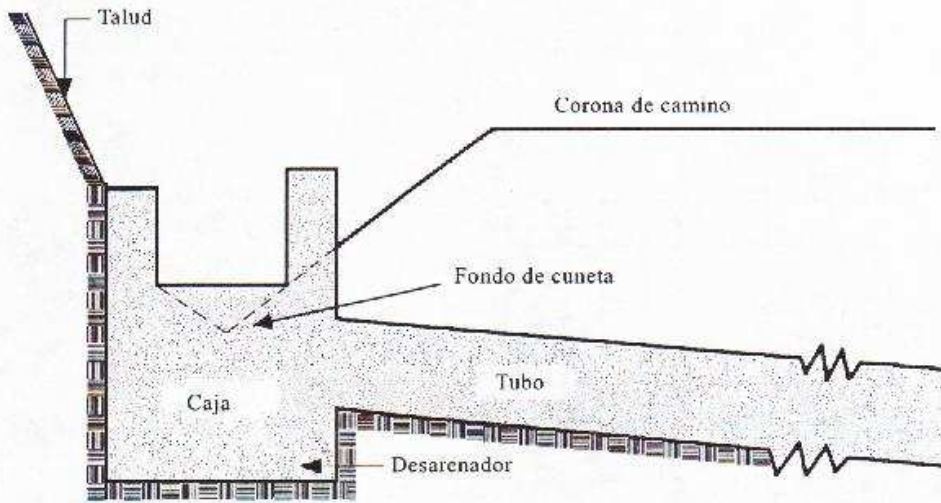 Talud
Corona de camino
Fondo de cuneta
Tubo
Caja
Desarenador